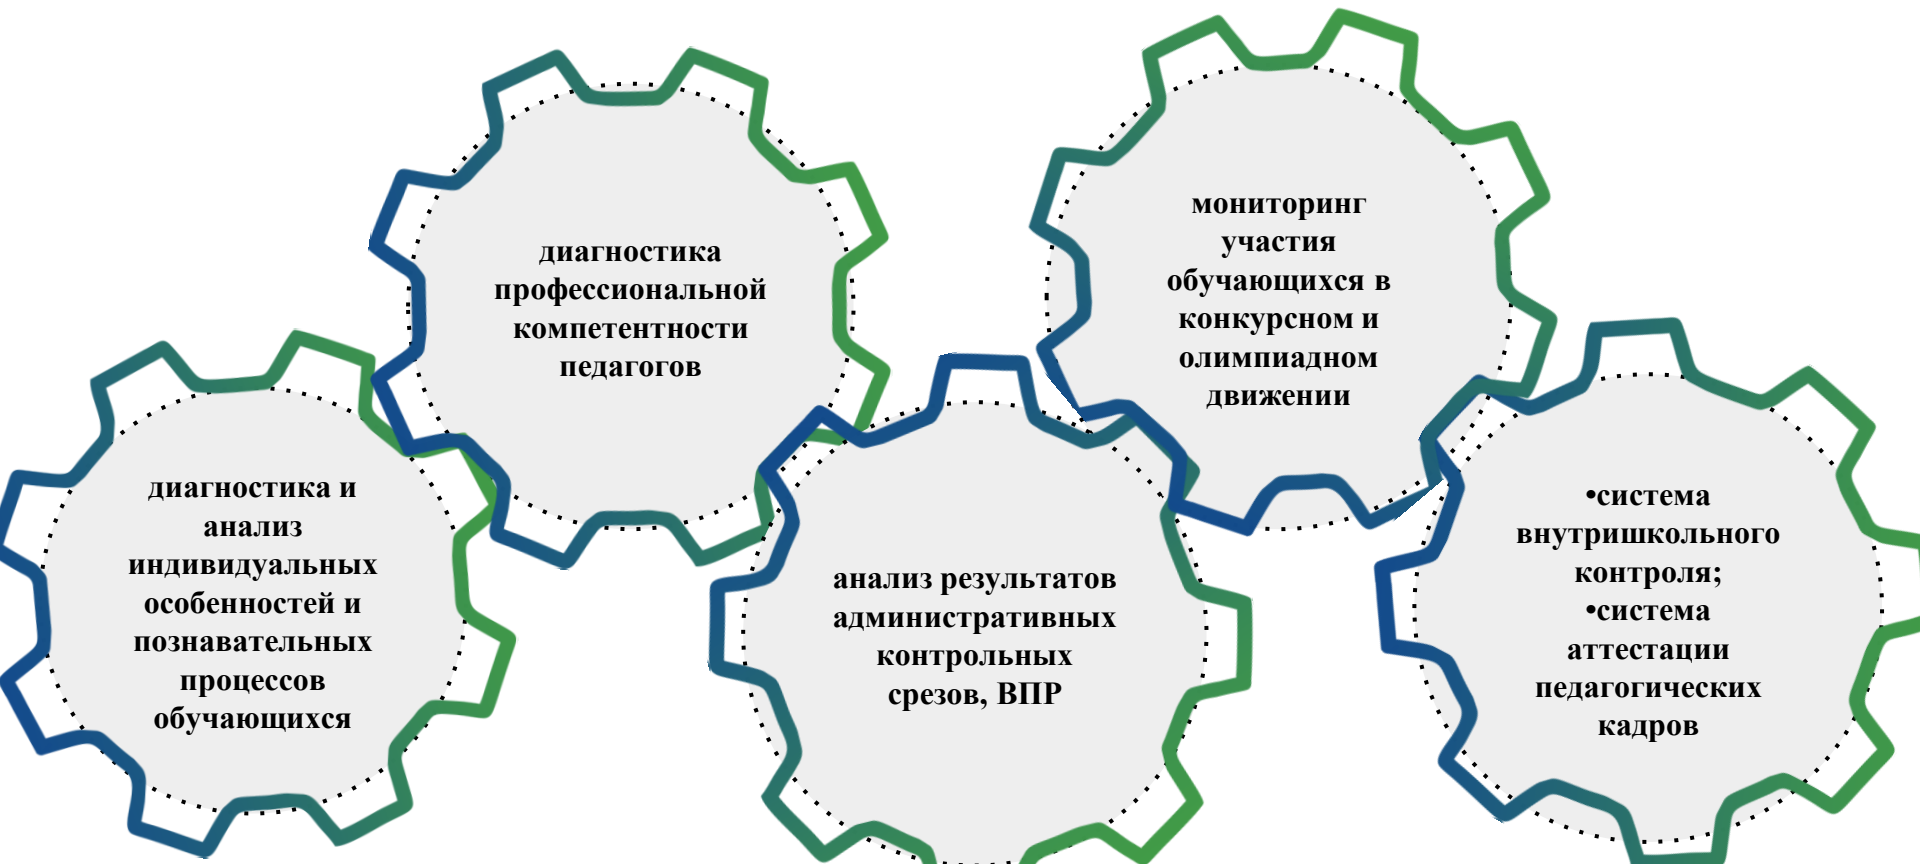 диагностика и
анализ
индивидуальных
особенностей и
познавательных
процессов
обучающихся
диагностика
профессиональной
компетентности
педагогов
анализ результатов
административных
контрольных
срезов, ВПР
мониторинг
участия
обучающихся в
конкурсном и
олимпиадном
движении
•система
внутришкольного
контроля;
•система
аттестации
педагогических
кадров